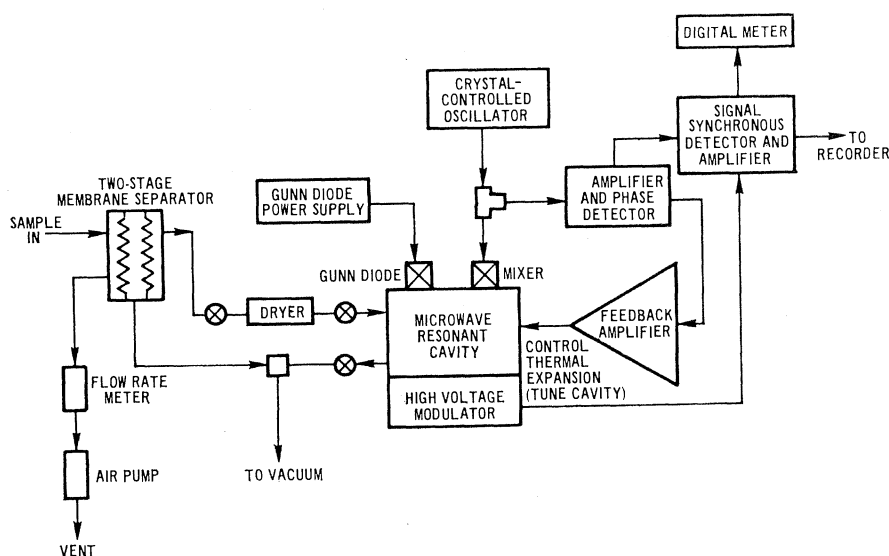 DIGITAL METER
CRYSTAL-
CONTROLLED
OSCILLATOR
SIGNAL
SYNCHRONOUS
DETECTOR AND
AMPLIFIER
TO
RECORDER
TWO-STAGE
MEMBRANE SEPARATOR
GUNN DIODE
POWER SUPPLY
AMPLIFIER
AND PHASE
DETECTOR
SAMPLE
IN
GUNN DIODE
MIXER
DRYER
MICROWAVE
RESONANT
CAVITY
FEEDBACK
AMPLIFIER
CONTROL
THERMAL
EXPANSION
(TUNE CAVITY)
FLOW RATE
METER
HIGH VOLTAGE
MODULATOR
AIR PUMP
TO VACUUM
VENT